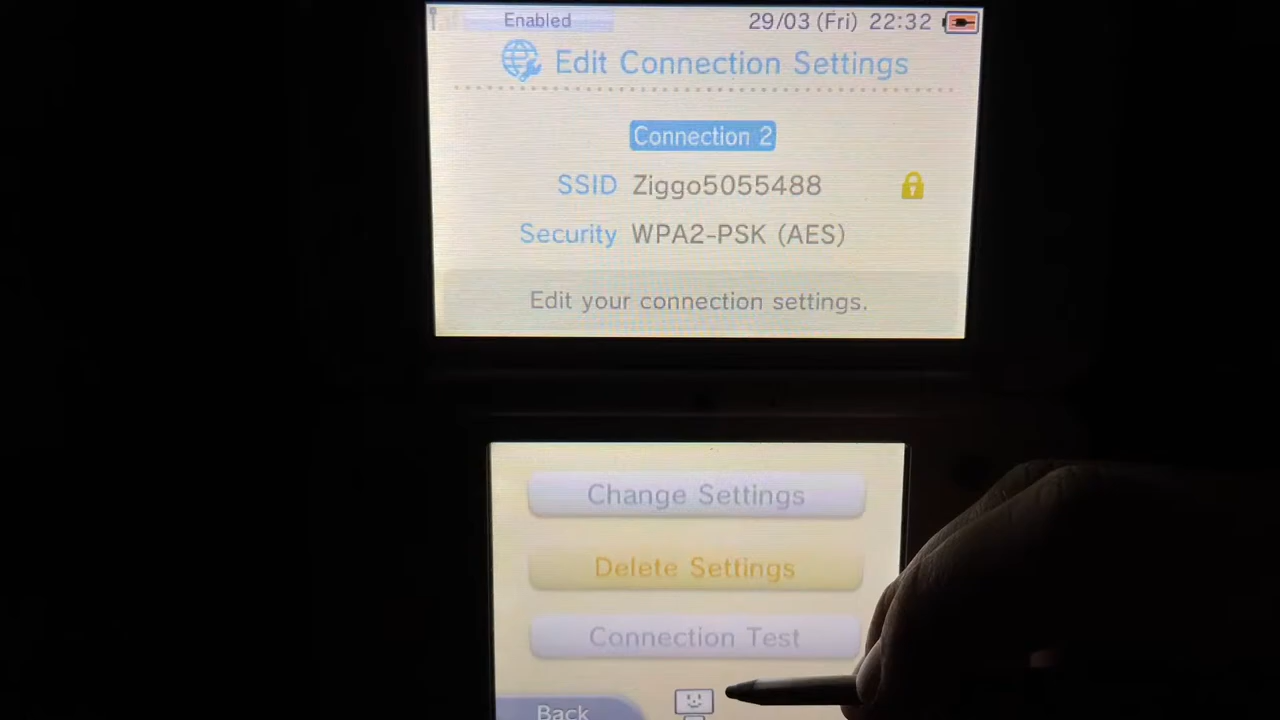 Enabled 29/03 (Fri) 22:32
Edit Connection Settings
Connection 2
SSID Ziggo5055488
Security WPA2-PSK (AES)
Edit your connection settings.
Change Settings
Delete Settings
Connection Test
Back